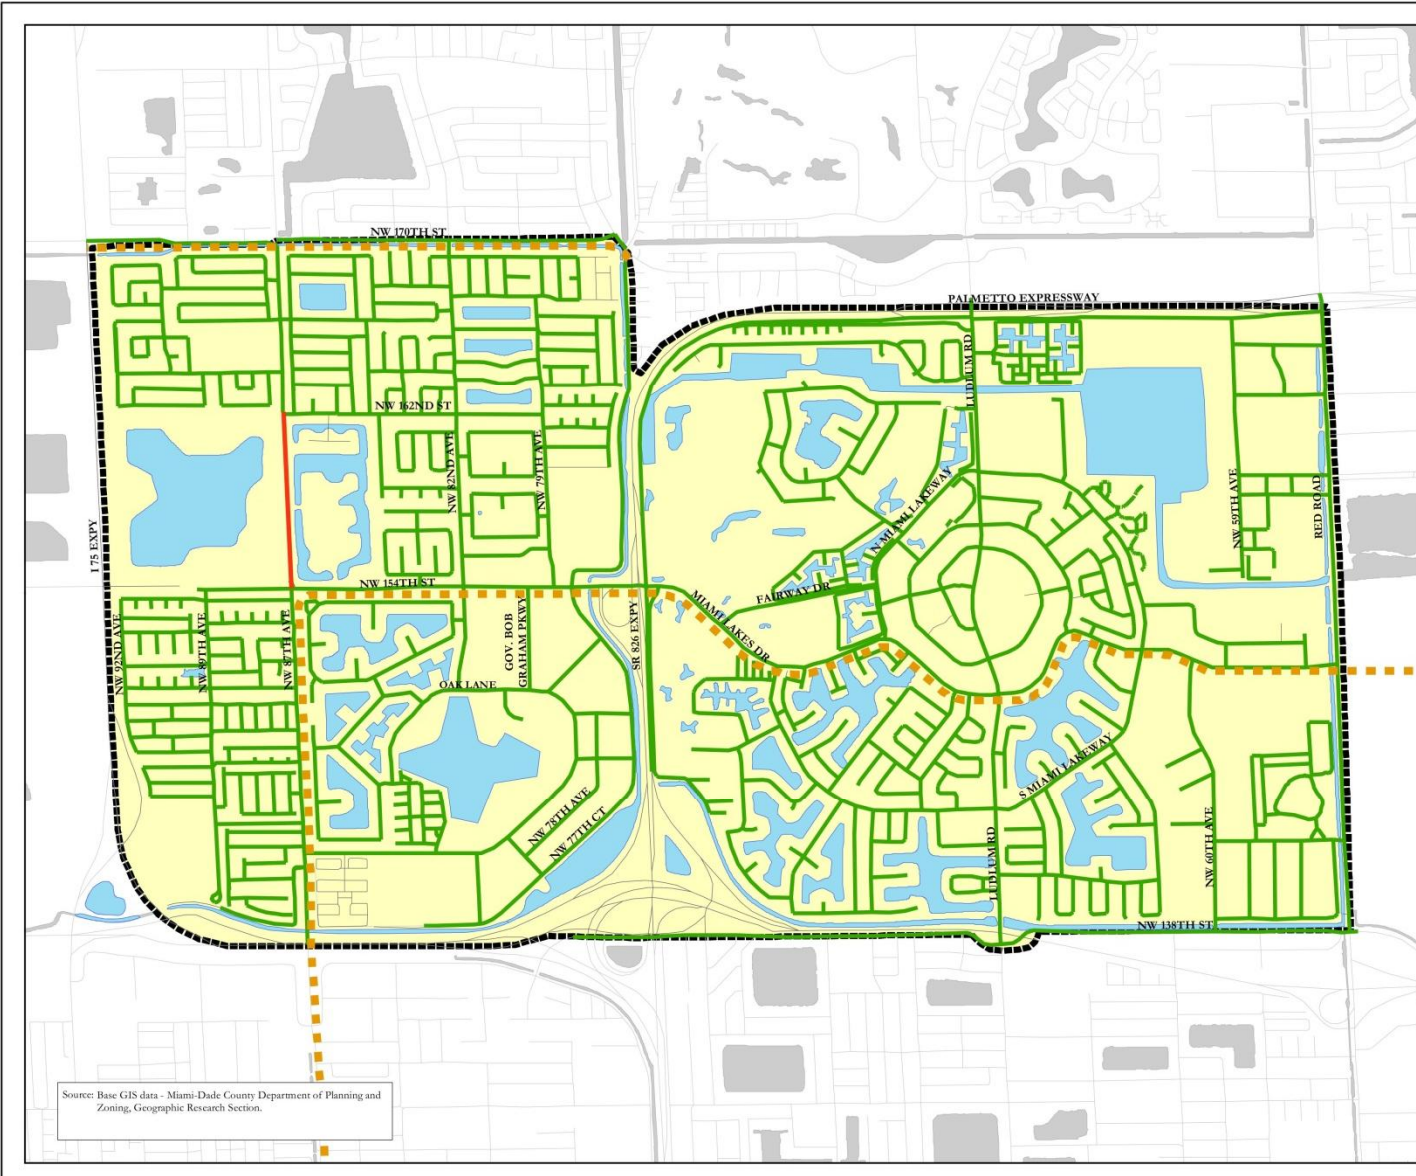 NW 170TH ST
PALMETTO EXPRESSWAY
LUDLUM RD
NW 162ND ST
NW 82ND AVE
NW 79TH AVE
N MIAMI LAKEWAY
NW 59TH AVE
RED ROAD
I 75 EXPY
NW 154TH ST
FAIRWAY DR
MIAMI LAKES DR
NW 92ND AVE
NW 89TH AVE
NW 87TH AVE
GOV. BOB
GRAHAM PKWY
SR 826 EXPY
OAK LANE
S MIAMI LAKEWAY
NW 78TH AVE
NW 77TH CT
LUDLUM RD
NW 60TH AVE
NW 138TH ST
Source: Base GIS data - Miami-Dade County Department of Planning and
Zoning, Geographic Research Section.